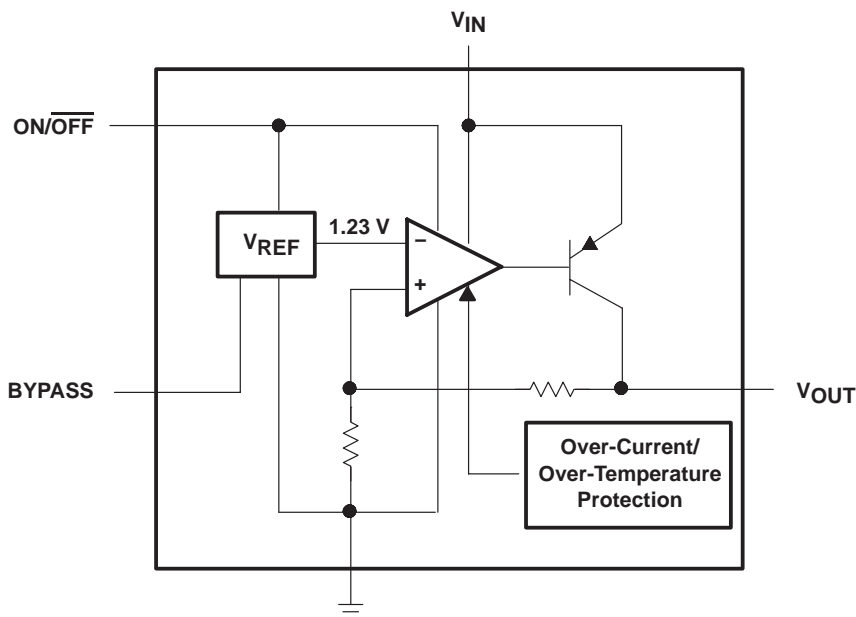 VIN
ON/OFF
1.23 V
VREF
−
+
BYPASS
VOUT
Over-Current/
Over-Temperature
Protection